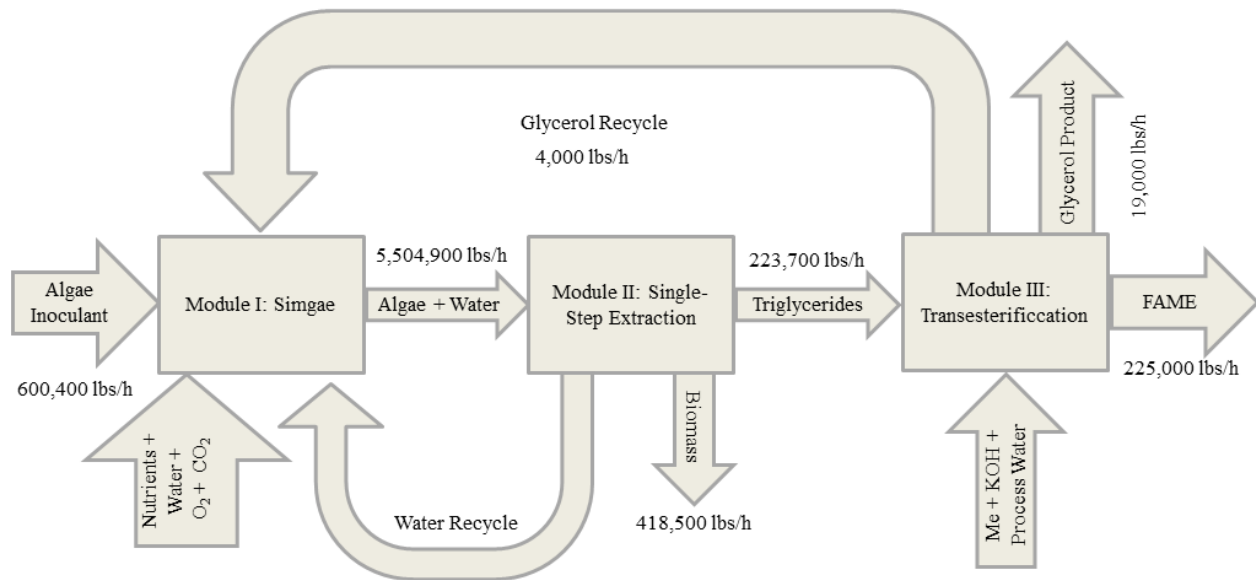 Glycerol Recycle
4,000 lbs/h
Glycerol Product
19,000 lbs/h
Algae
Inoculant
600,400 lbs/h
Module I: Simgae
5,504,900 lbs/h
Algae + Water
Module II: Single-
Step Extraction
223,700 lbs/h
Triglycerides
Module III:
Transesterificcation
FAME
225,000 lbs/h
Nutrients +
Water +
O₂ + CO₂
Water Recycle
Biomass
418,500 lbs/h
Me + KOH +
Process Water